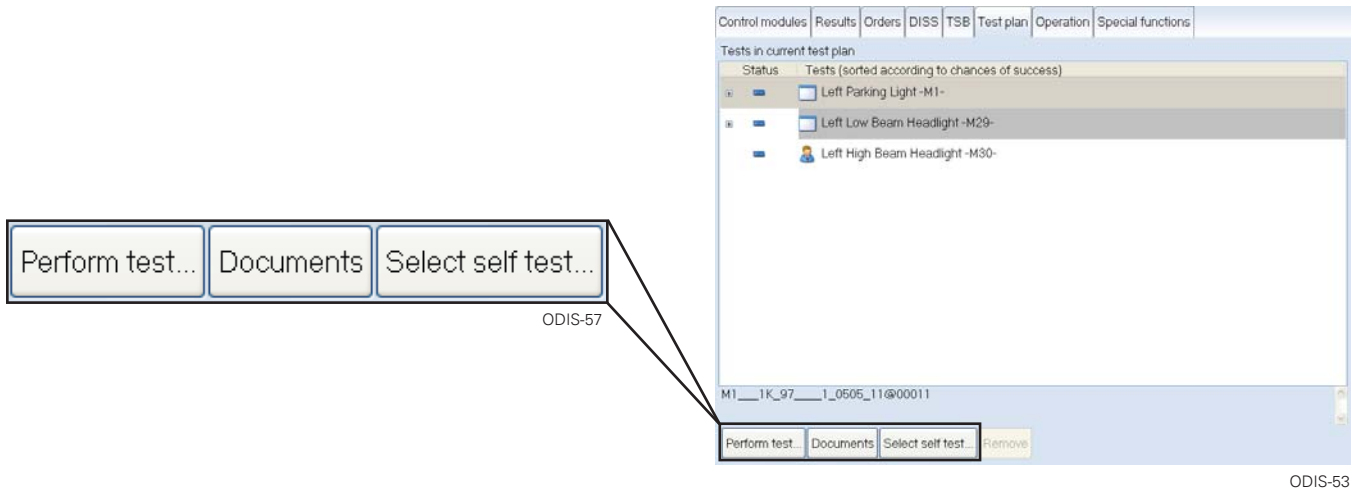 Control modules Results Orders DISS TSB Test plan Operation Special functions
Tests in current test plan
Status Tests (sorted according to chances of success)
Left Parking Light -M1-
Left Low Beam Headlight -M29-
Left High Beam Headlight -M30-
Perform test... Documents Select self test...
ODIS-57
M1___1K_97____1_0505_11@00011
Perform test... Documents Select self test... Remove
ODIS-53